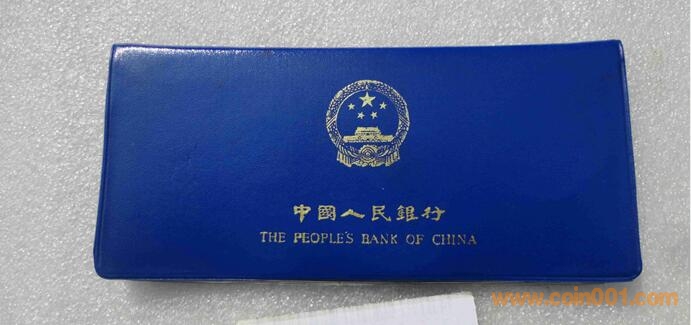 中國人民銀行
THE PEOPLE'S BANK OF CHINA
www.coin001.com